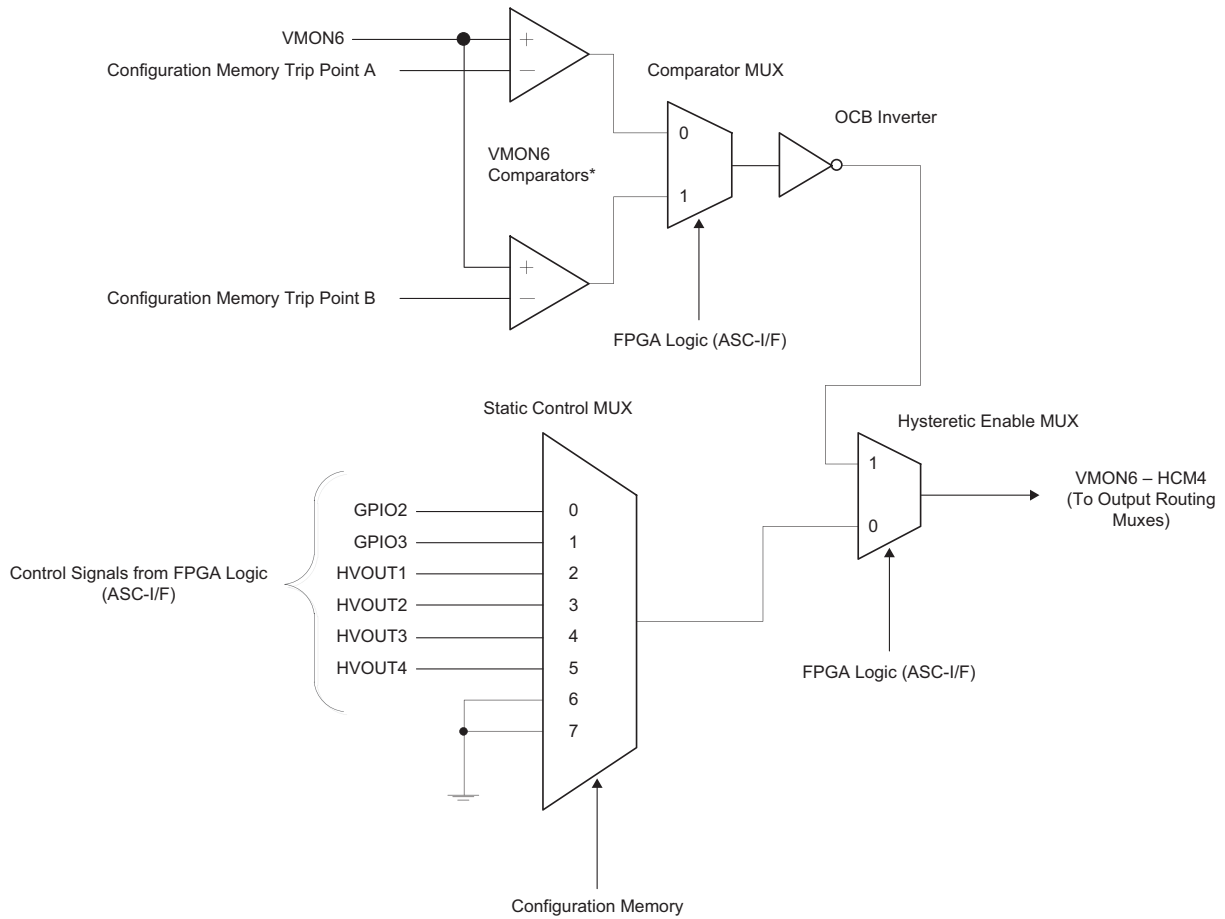 VMON6
+
Configuration Memory Trip Point A
−
Comparator MUX
OCB Inverter
0
VMON6
Comparators*
1
+
Configuration Memory Trip Point B
−
FPGA Logic (ASC-I/F)
Static Control MUX
Hysteretic Enable MUX
1
VMON6 – HCM4
(To Output Routing
Muxes)
0
GPIO2
0
GPIO3
1
Control Signals from FPGA Logic
(ASC-I/F)
HVOUT1
2
HVOUT2
3
HVOUT3
4
HVOUT4
5
6
7
FPGA Logic (ASC-I/F)
Configuration Memory